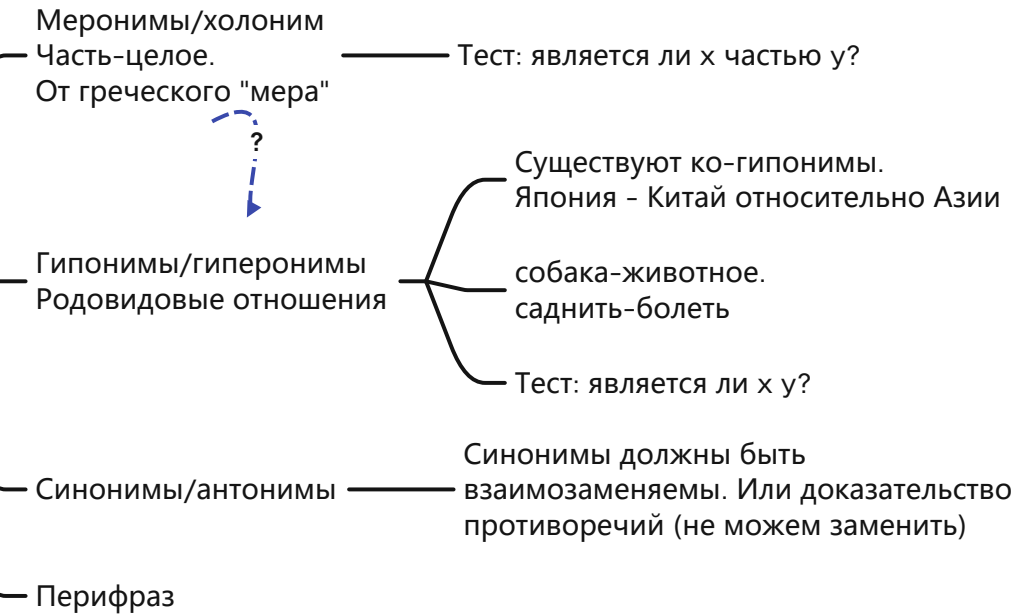 Меронимы/холоним
Часть-целое.
От греческого "мера"
Тест: является ли x частью y?
?
Гипонимы/гиперонимы
Родовидовые отношения
Существуют ко-гипонимы.
Япония - Китай относительно Азии
собака-животное.
саднить-болеть
Тест: является ли x y?
Синонимы/антонимы
Синонимы должны быть
взаимозаменяемы. Или доказательство
противоречий (не можем заменить)
Перифраз